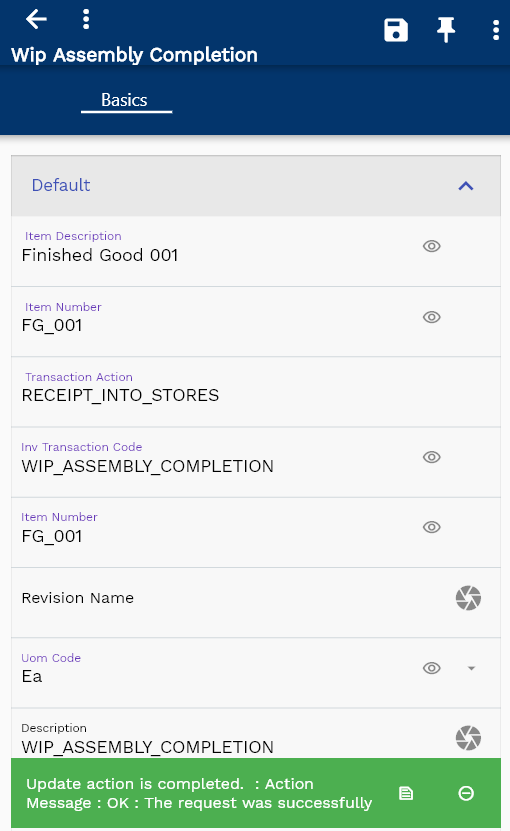 Wip Assembly Completion
Basics
Default
Item Description
Finished Good 001
Item Number
FG_001
Transaction Action
RECEIPT_INTO_STORES
Inv Transaction Code
WIP_ASSEMBLY_COMPLETION
Item Number
FG_001
Revision Name
Uom Code
Ea
Description
WIP_ASSEMBLY_COMPLETION
Update action is completed. : Action
Message : OK : The request was successfully